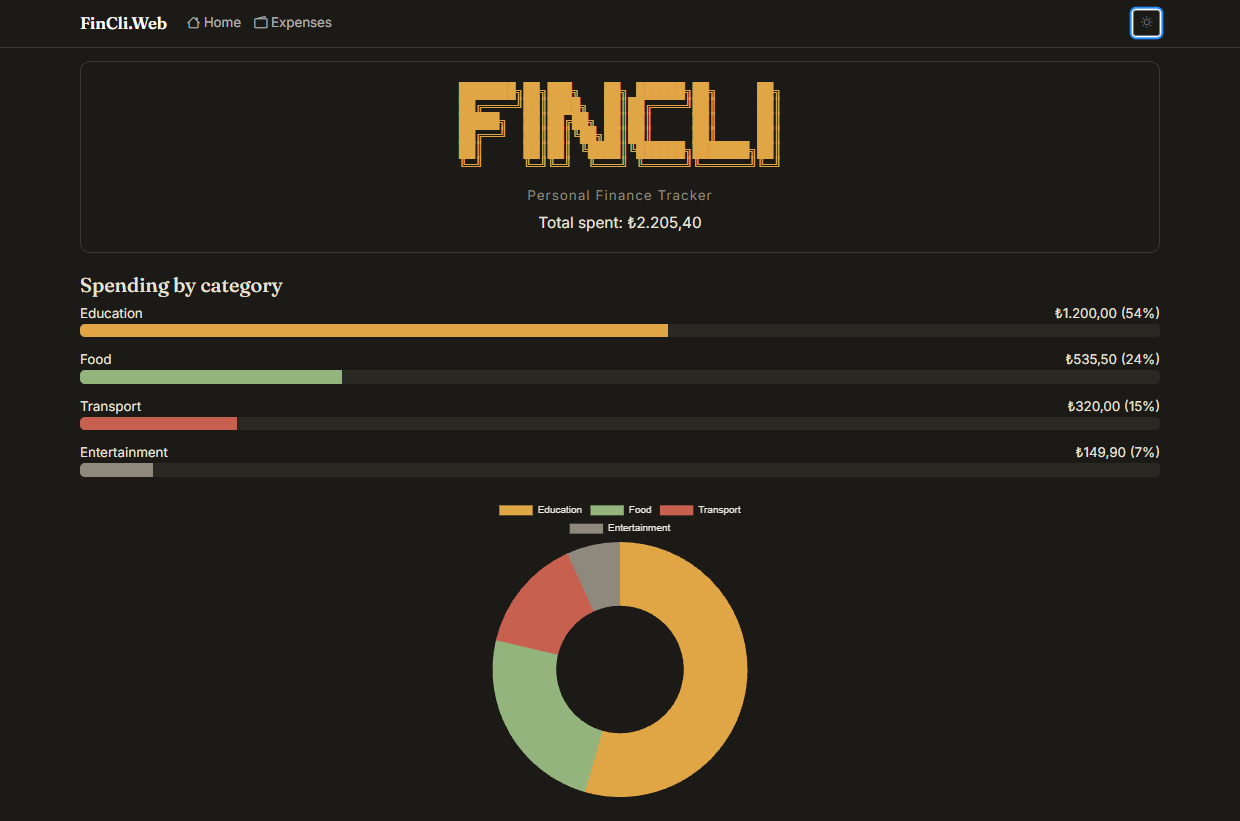 FinCli.Web Home Expenses
FINCLI
Personal Finance Tracker
Total spent: ₺2.205,40
Spending by category
Education ₺1.200,00 (54%)
Food ₺535,50 (24%)
Transport ₺320,00 (15%)
Entertainment ₺149,90 (7%)
Education Food Transport
Entertainment